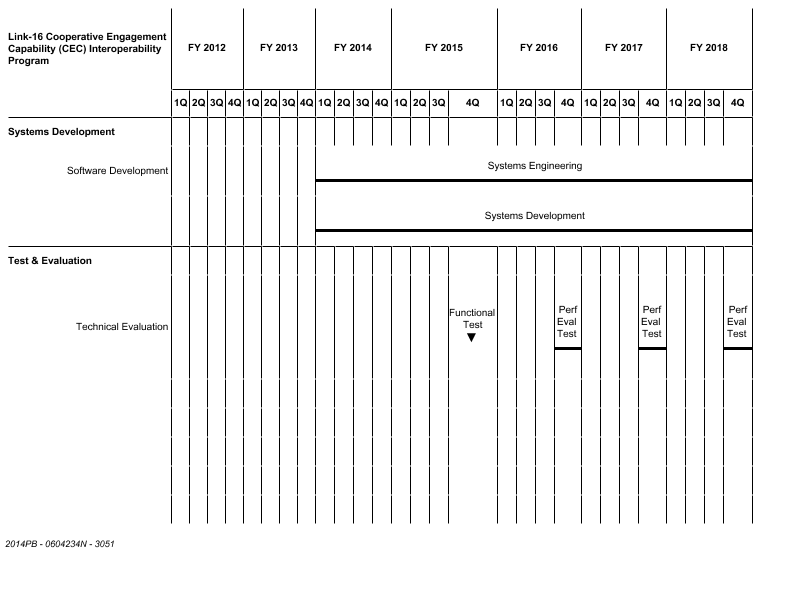 Link-16 Cooperative Engagement
Capability (CEC) Interoperability
Program
FY 2012 FY 2013 FY 2014 FY 2015 FY 2016 FY 2017 FY 2018
1Q 2Q 3Q 4Q 1Q 2Q 3Q 4Q 1Q 2Q 3Q 4Q 1Q 2Q 3Q 4Q 1Q 2Q 3Q 4Q 1Q 2Q 3Q 4Q 1Q 2Q 3Q 4Q
Systems Development
Software Development
Systems Engineering
Systems Development
Test & Evaluation
Technical Evaluation
Functional
Test
Perf
Eval
Test
Perf
Eval
Test
Perf
Eval
Test
2014PB - 0604234N - 3051